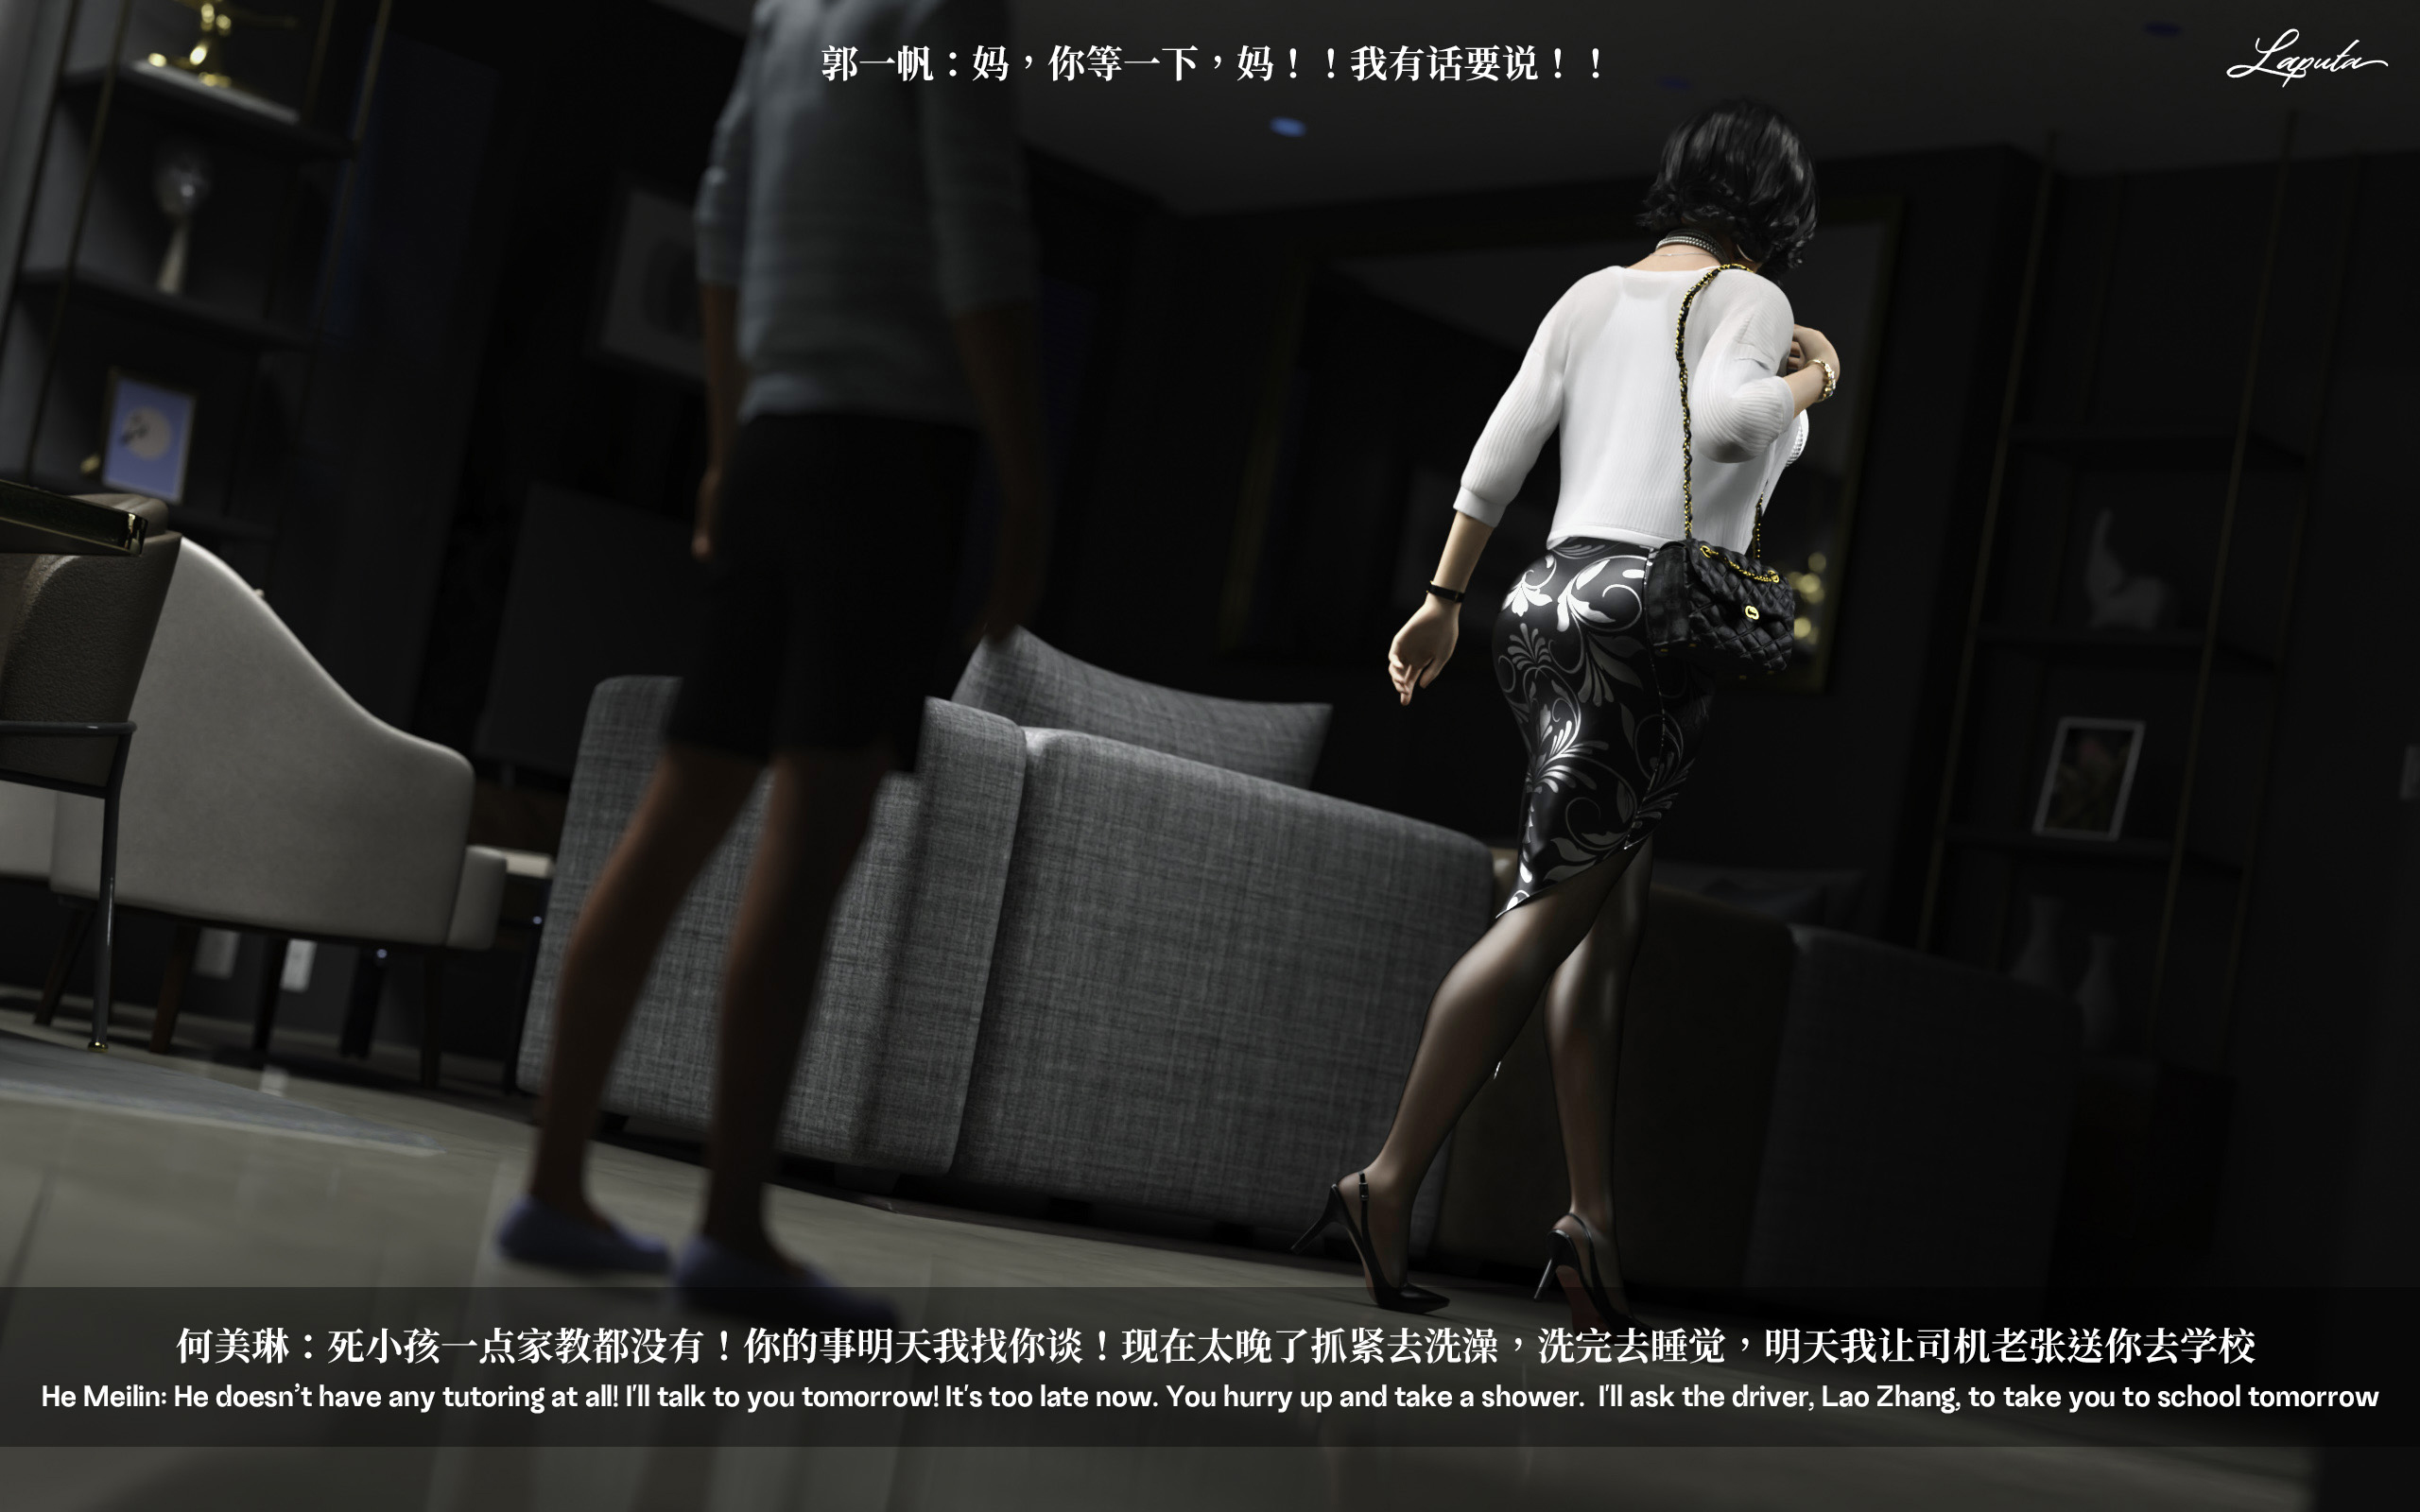 郭一帆：妈，你等一下，妈！！我有话要说！！
Laputa
何美琳：死小孩一点家教都没有！你的事明天我找你谈！现在太晚了抓紧去洗澡，洗完去睡觉，明天我让司机老张送你去学校
He Meilin: He doesn't have any tutoring at all! I'll talk to you tomorrow! It's too late now. You hurry up and take a shower.  I'll ask the driver, Lao Zhang, to take you to school tomorrow